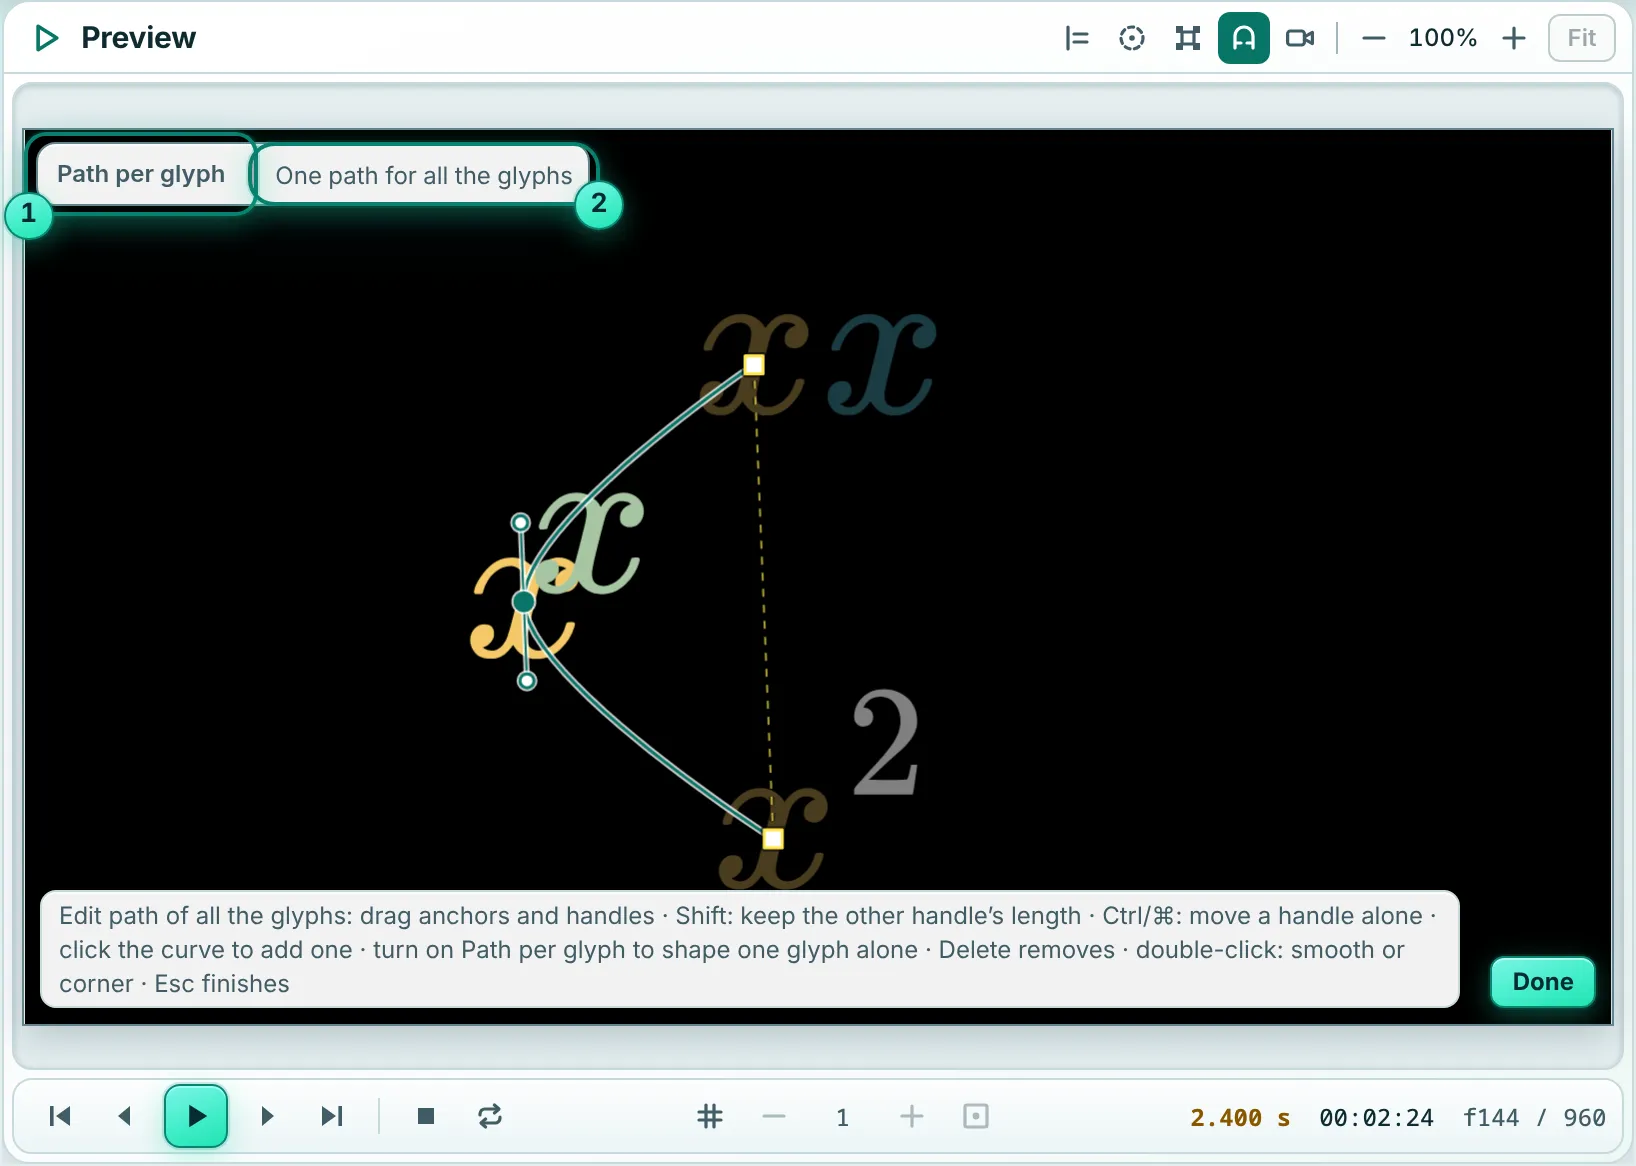 Preview
100%
Fit
Path per glyph
One path for all the glyphs
1
2
x x
x
x
2
x
Edit path of all the glyphs: drag anchors and handles · Shift: keep the other handle’s length · Ctrl/⌘: move a handle alone ·
click the curve to add one · turn on Path per glyph to shape one glyph alone · Delete removes · double-click: smooth or
corner · Esc finishes
Done
1
2.400 s
00:02:24
f144 / 960